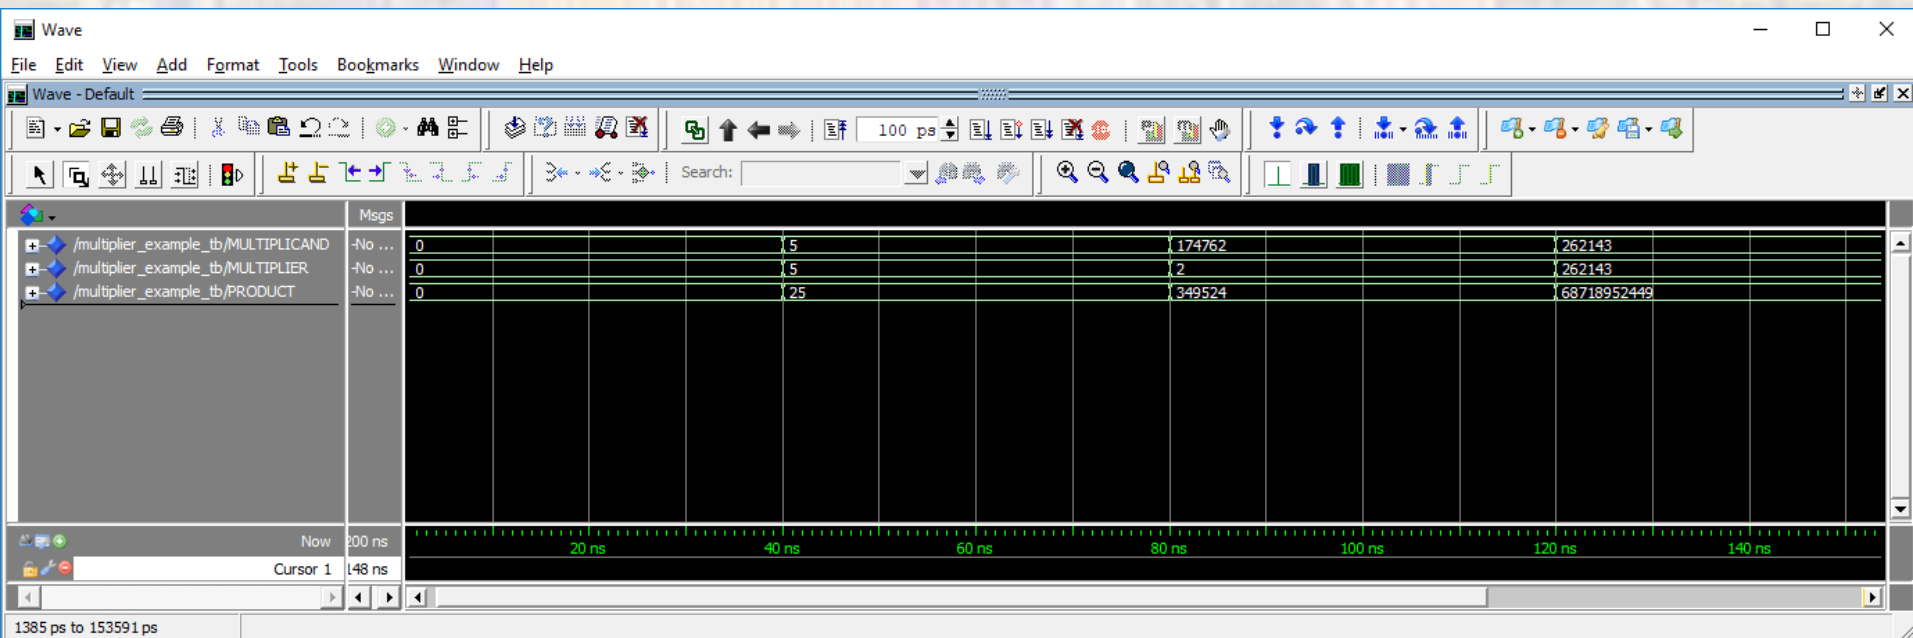 Wave
File Edit View Add Format Tools Bookmarks Window Help
Wave - Default
100 ps
Search:
Msgs
/multiplier_example_tb/MULTIPLICAND -No ... 0 5 174762 262143
/multiplier_example_tb/MULTIPLIER -No ... 0 5 2 262143
/multiplier_example_tb/PRODUCT -No ... 0 25 349524 68718952449
Now 200 ns 20 ns 40 ns 60 ns 80 ns 100 ns 120 ns 140 ns
Cursor 1 148 ns
1385 ps to 153591 ps